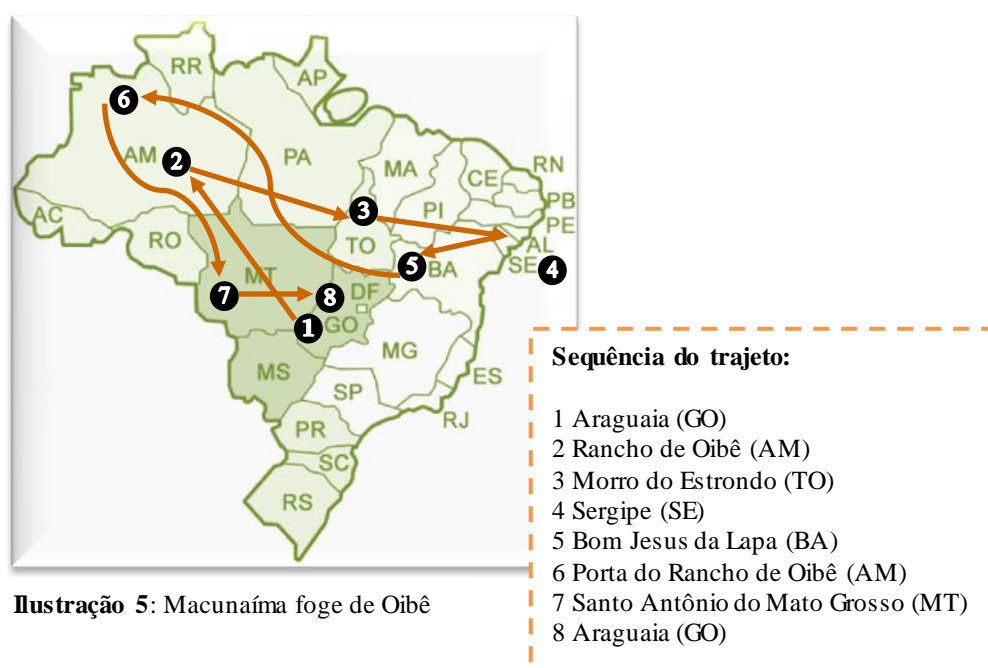 RR
AP
6
AM
2
PA
MA
CE
RN
PB
PE
AC
3
PI
AL
RO
TO
5
BA
SE
4
MT
7
8
DF
1
GO
MS
MG
ES
SP
RJ
PR
SC
RS
Sequência do trajeto:
1 Araguaia (GO)
2 Rancho de Oibê (AM)
3 Morro do Estrondo (TO)
4 Sergipe (SE)
5 Bom Jesus da Lapa (BA)
6 Porta do Rancho de Oibê (AM)
7 Santo Antônio do Mato Grosso (MT)
8 Araguaia (GO)
Ilustração 5: Macunaíma foge de Oibê